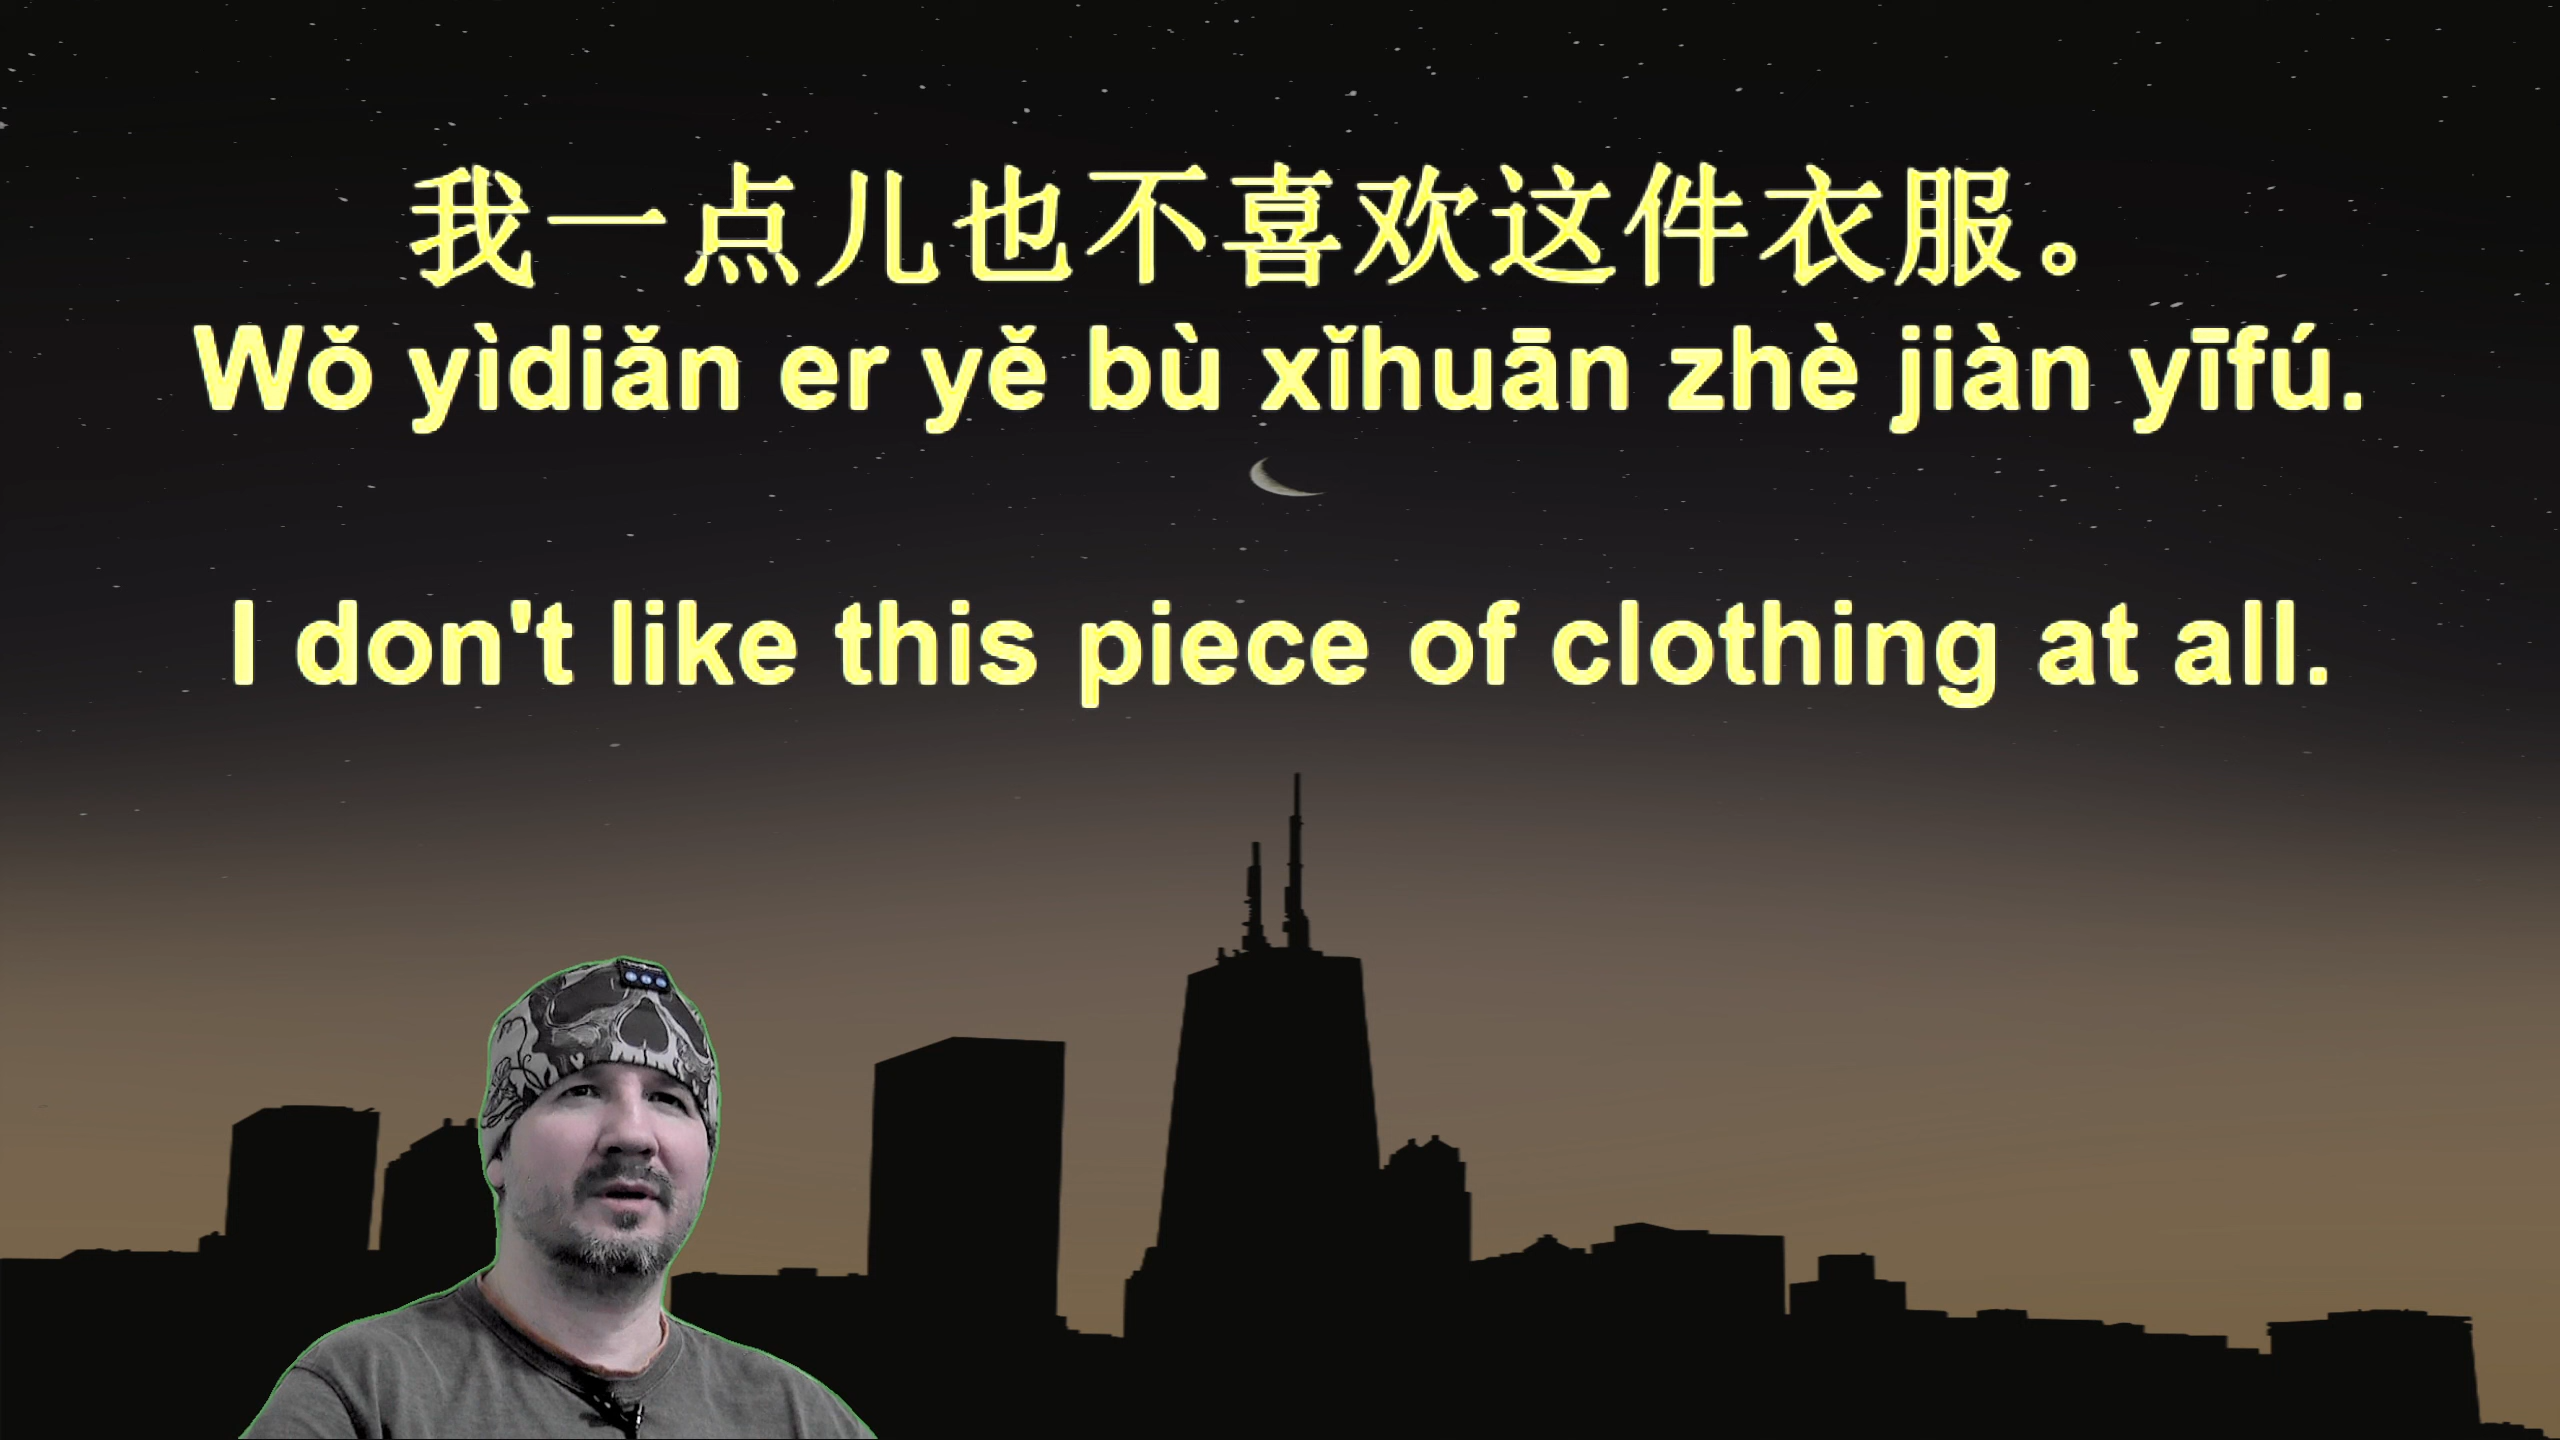 我一点儿也不喜欢这件衣服。
Wǒ yìdiǎn er yě bù xǐhuān zhè jiàn yīfú.
I don't like this piece of clothing at all.